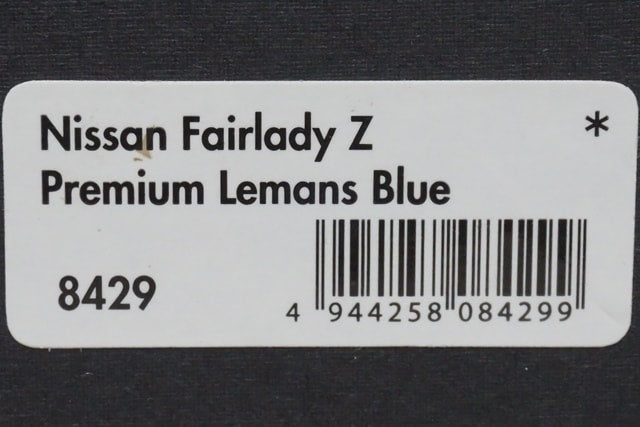 Nissan Fairlady Z *
Premium Lemans Blue
8429
4 944258 084299